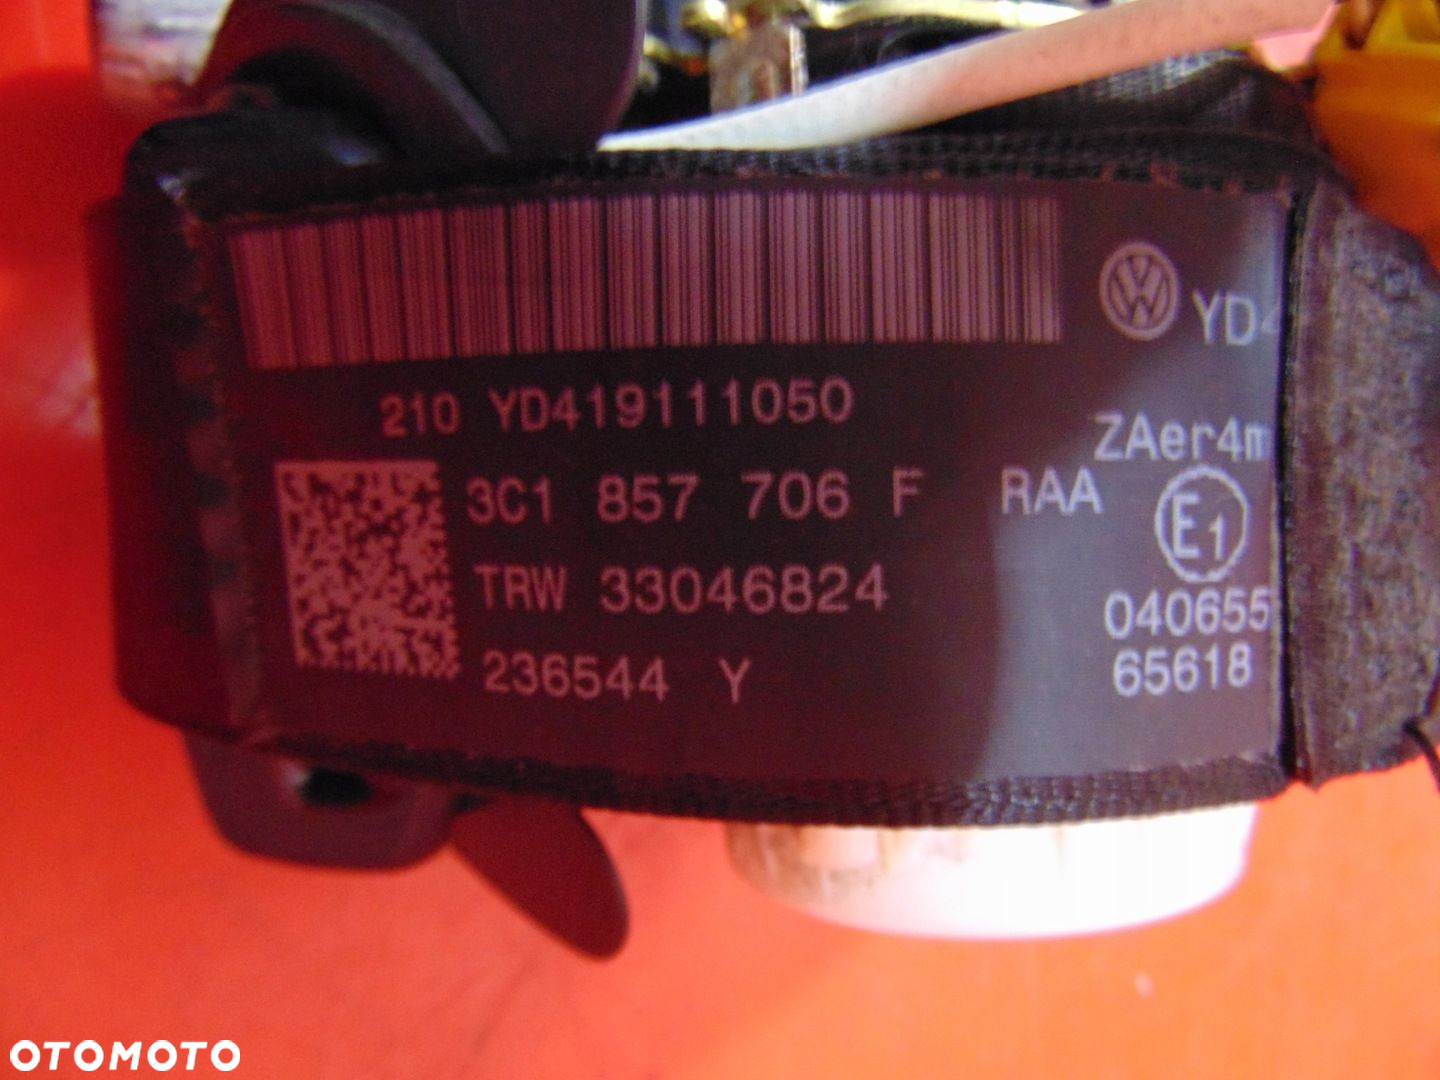 YD4
210 YD419111050
ZAer4m
3C1 857 706 F RAA
E1
TRW 33046824
040655
236544 Y
65618
OTOMOTO